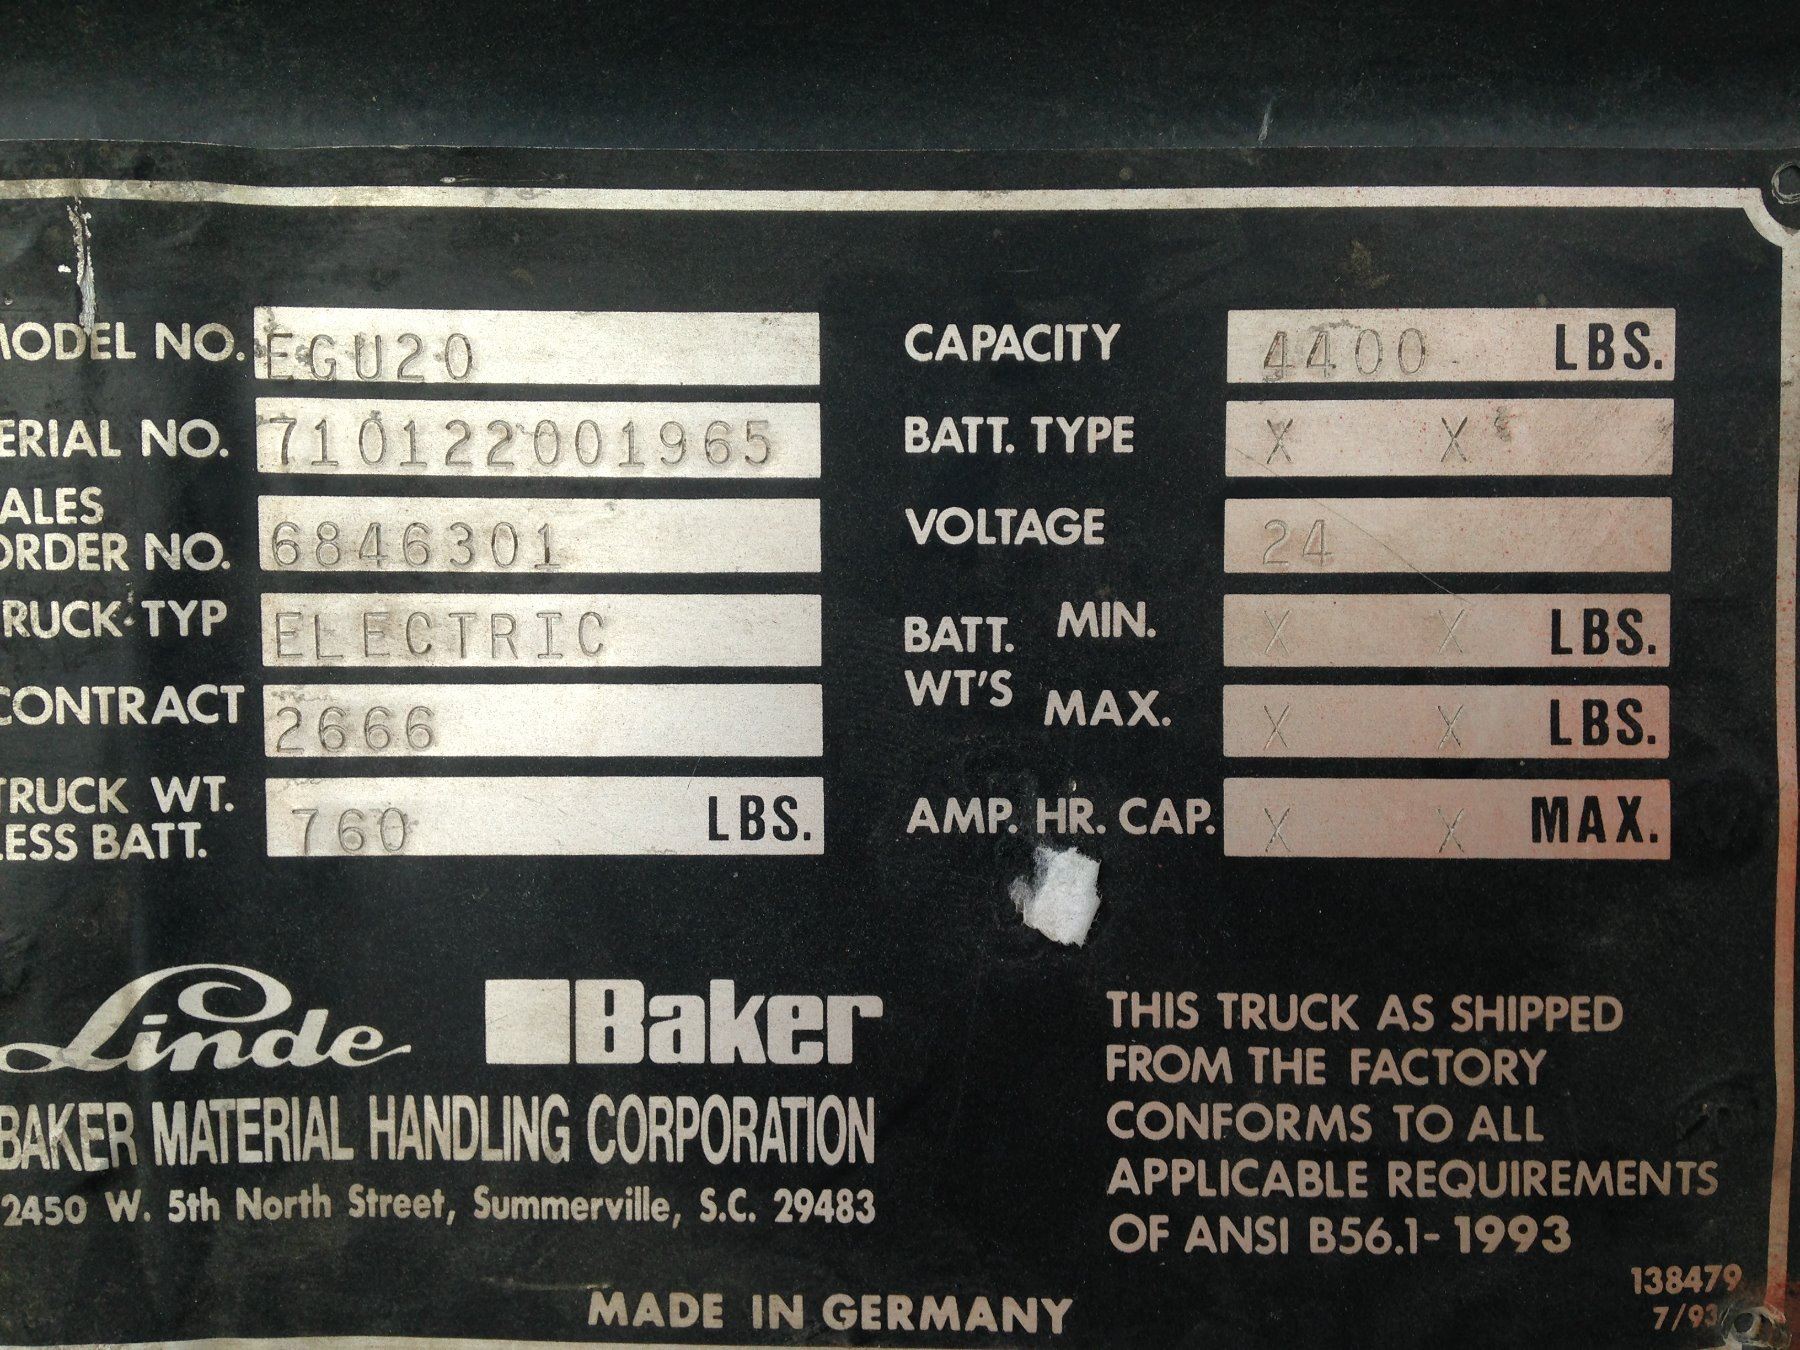 MODEL NO. EGU20
ERIAL NO. 710122001965
ALES
ORDER NO. 6846301
RUCK TYP ELECTRIC
CONTRACT 2666
TRUCK WT.
LESS BATT. 760 LBS.
CAPACITY 4400 LBS.
BATT. TYPE X X
VOLTAGE 24
BATT. WT'S MIN. X X LBS.
MAX. X X LBS.
AMP. HR. CAP. X X MAX.
Linde Baker
BAKER MATERIAL HANDLING CORPORATION
2450 W. 5th North Street, Summerville, S.C. 29483
THIS TRUCK AS SHIPPED
FROM THE FACTORY
CONFORMS TO ALL
APPLICABLE REQUIREMENTS
OF ANSI B56.1-1993
MADE IN GERMANY
138479
7/93